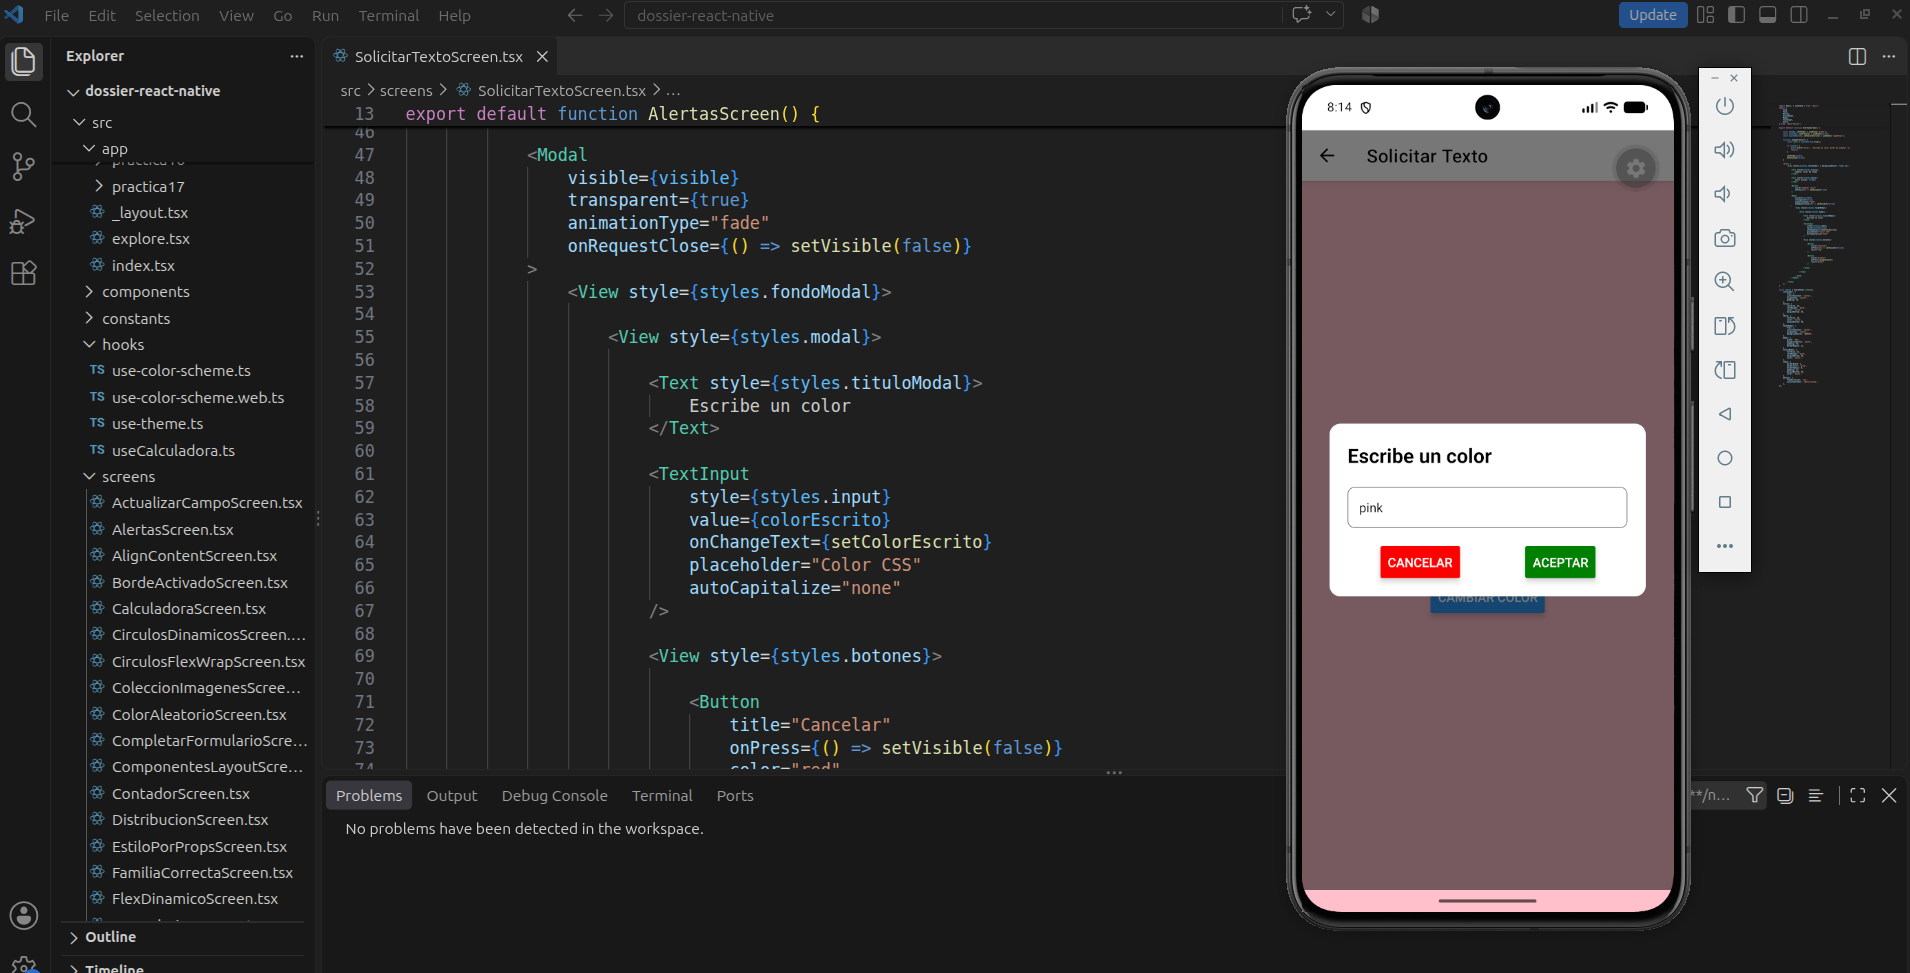 File Edit Selection View Go Run Terminal Help
dossier-react-native
Update
Explorer
dossier-react-native
src
app
practica17
_layout.tsx
explore.tsx
index.tsx
components
constants
hooks
TS use-color-scheme.ts
TS use-color-scheme.web.ts
TS use-theme.ts
TS useCalculadora.ts
screens
ActualizarCampoScreen.tsx
AlertasScreen.tsx
AlignContentScreen.tsx
BordeActivadoScreen.tsx
CalculadoraScreen.tsx
CirculosDinamicosScreen....
CirculosFlexWrapScreen.tsx
ColeccionImagenesScree...
ColorAleatorioScreen.tsx
CompletarFormularioScre...
ComponentesLayoutScre...
ContadorScreen.tsx
DistribucionScreen.tsx
EstiloPorPropsScreen.tsx
FamiliaCorrectaScreen.tsx
FlexDinamicoScreen.tsx
Outline
Timeline
SolicitarTextoScreen.tsx
src > screens > SolicitarTextoScreen.tsx > ...
13 export default function AlertasScreen() {
46
47 <Modal
48 visible={visible}
49 transparent={true}
50 animationType="fade"
51 onRequestClose={() => setVisible(false)}
52 >
53 <View style={styles.fondoModal}>
54
55 <View style={styles.modal}>
56
57 <Text style={styles.tituloModal}>
58 Escribe un color
59 </Text>
60
61 <TextInput
62 style={styles.input}
63 value={colorEscrito}
64 onChangeText={setColorEscrito}
65 placeholder="Color CSS"
66 autoCapitalize="none"
67 />
68
69 <View style={styles.botones}>
70
71 <Button
72 title="Cancelar"
73 onPress={() => setVisible(false)}
74 color="red"
Problems Output Debug Console Terminal Ports
**/n...
No problems have been detected in the workspace.
8:14
Solicitar Texto
Escribe un color
pink
CANCELAR ACEPTAR
CAMBIAR COLOR